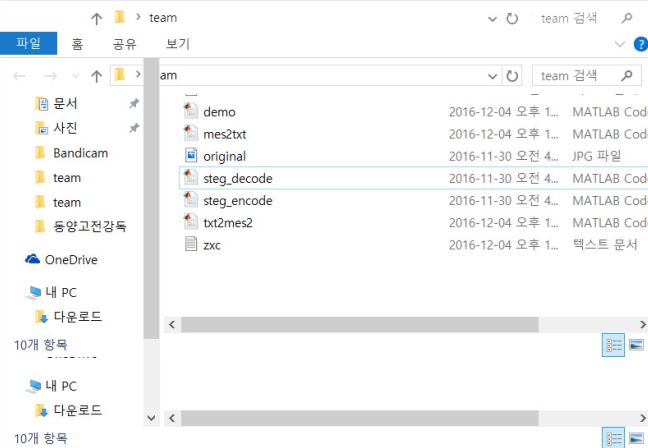 team
team 검색
파일 홈 공유 보기
am
team 검색
문서
사진
Bandicam
team
team
동양고전강독
OneDrive
내 PC
다운로드
10개 항목
내 PC
다운로드
10개 항목
demo 2016-12-04 오후 1... MATLAB Code
mes2txt 2016-12-04 오후 1... MATLAB Code
original 2016-11-30 오전 4... JPG 파일
steg_decode 2016-11-30 오전 4... MATLAB Code
steg_encode 2016-11-30 오전 4... MATLAB Code
txt2mes2 2016-12-04 오후 1... MATLAB Code
zxc 2016-12-04 오후 1... 텍스트 문서